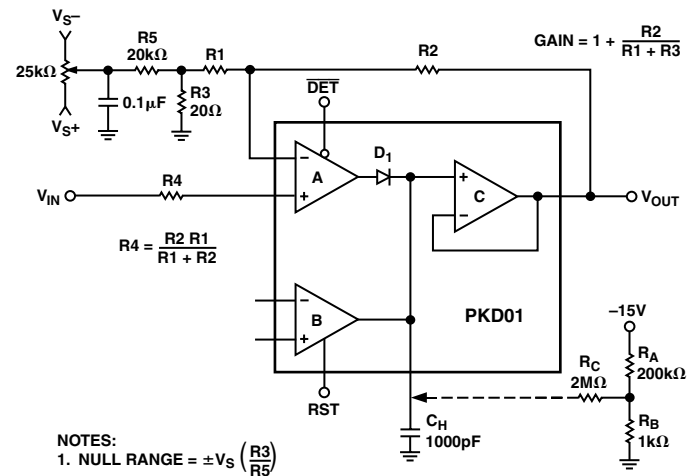 VS–
R5
20kΩ
R1
R2
GAIN = 1 + R2 / R1 + R3
25kΩ
0.1μF
R3
20Ω
DET
VS+
D1
– A +
VIN
R4
+ C –
VOUT
R4 = R2 R1 / R1 + R2
– B +
PKD01
–15V
RC
2MΩ
RA
200kΩ
RST
CH
1000pF
RB
1kΩ
NOTES:
1. NULL RANGE = ±VS (R3 / R5)